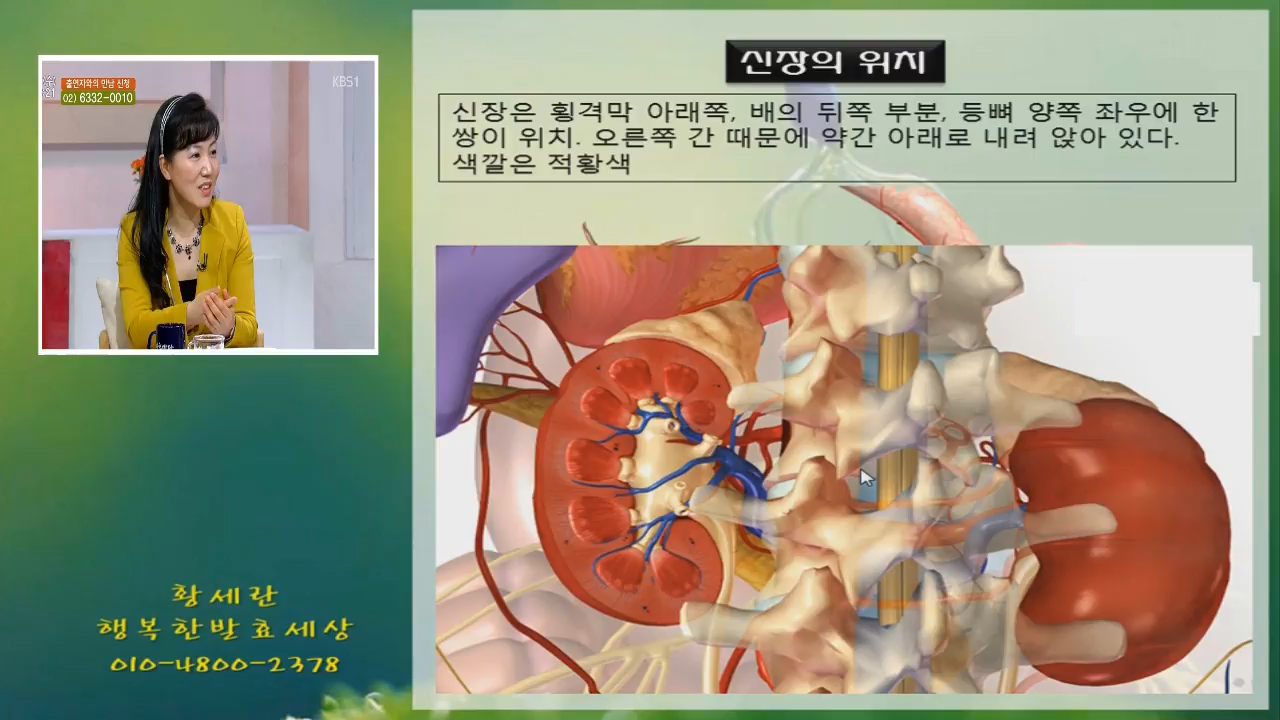 신장의 위치
신장은 횡격막 아래쪽, 배의 뒤쪽 부분, 등뼈 양쪽 좌우에 한
쌍이 위치. 오른쪽 간 때문에 약간 아래로 내려 앉아 있다.
색깔은 적황색
출연자와의 만남 신청
02) 6332-0010
KBS1
황세란
행복한발효세상
010-4800-2378